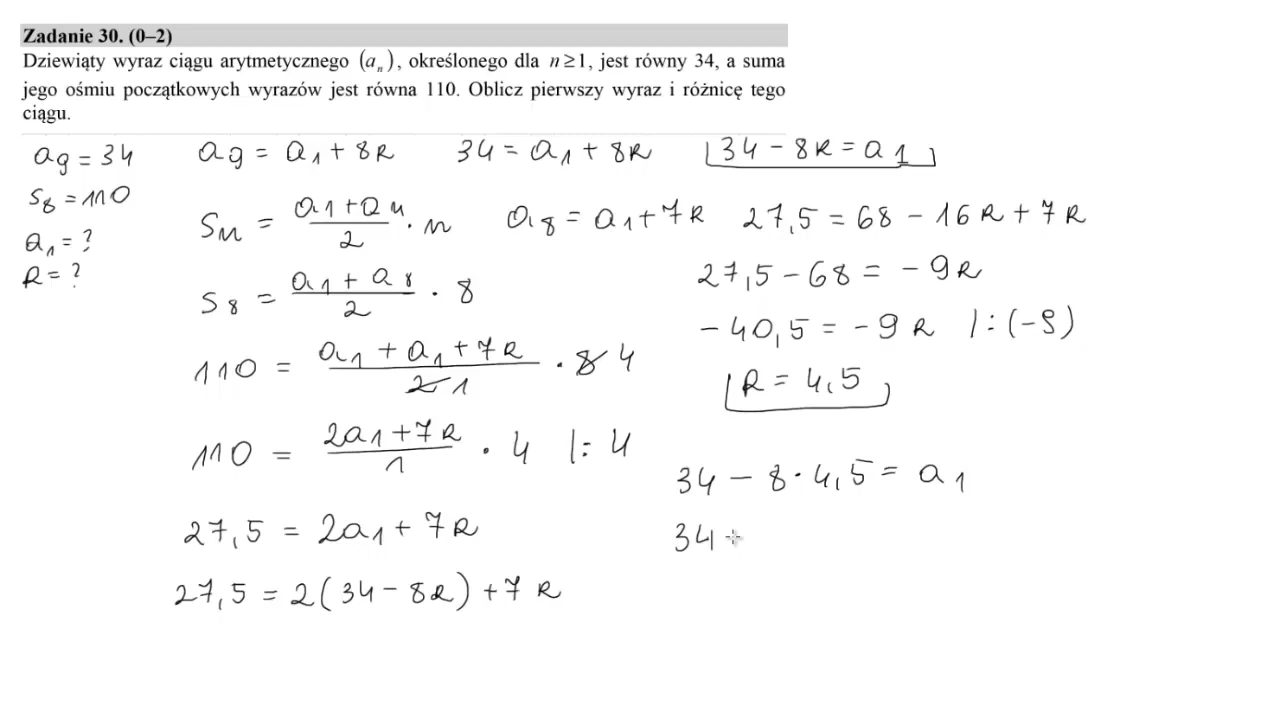 Zadanie 30. (0–2)
Dziewiąty wyraz ciągu arytmetycznego (aₙ), określonego dla n ≥ 1, jest równy 34, a suma
jego ośmiu początkowych wyrazów jest równa 110. Oblicz pierwszy wyraz i różnicę tego
ciągu.
a₉ = 34
S₈ = 110
a₁ = ?
R = ?
a₉ = a₁ + 8R
34 = a₁ + 8R
34 - 8R = a₁
Sₙ = (a₁ + aₙ)/2 · n
a₈ = a₁ + 7R
S₈ = (a₁ + a₈)/2 · 8
110 = (a₁ + a₁ + 7R)/2 1 · 8 4
110 = (2a₁ + 7R)/1 · 4 |: 4
27,5 = 2a₁ + 7R
27,5 = 2(34 - 8R) + 7R
27,5 = 68 - 16R + 7R
27,5 - 68 = -9R
-40,5 = -9R |: (-9)
R = 4,5
34 - 8 · 4,5 = a₁
34